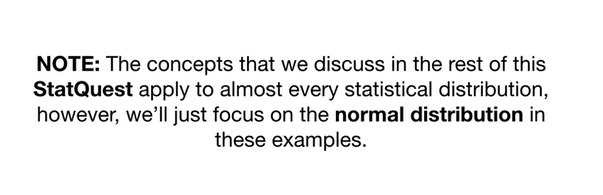 NOTE: The concepts that we discuss in the rest of this
StatQuest apply to almost every statistical distribution,
however, we'll just focus on the normal distribution in
these examples.